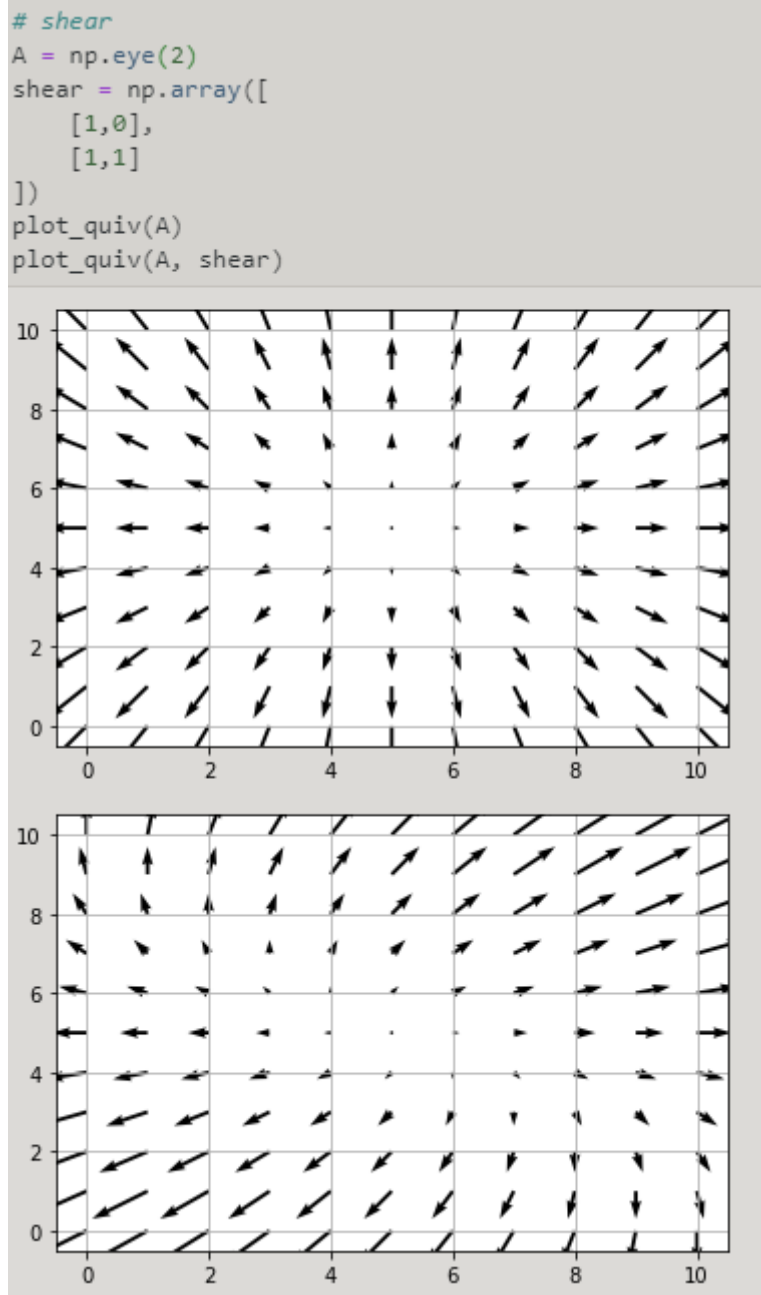 # shear
A = np.eye(2)
shear = np.array([
    [1,0],
    [1,1]
])
plot_quiv(A)
plot_quiv(A, shear)
10
8
6
4
2
0
0 2 4 6 8 10
10
8
6
4
2
0
0 2 4 6 8 10